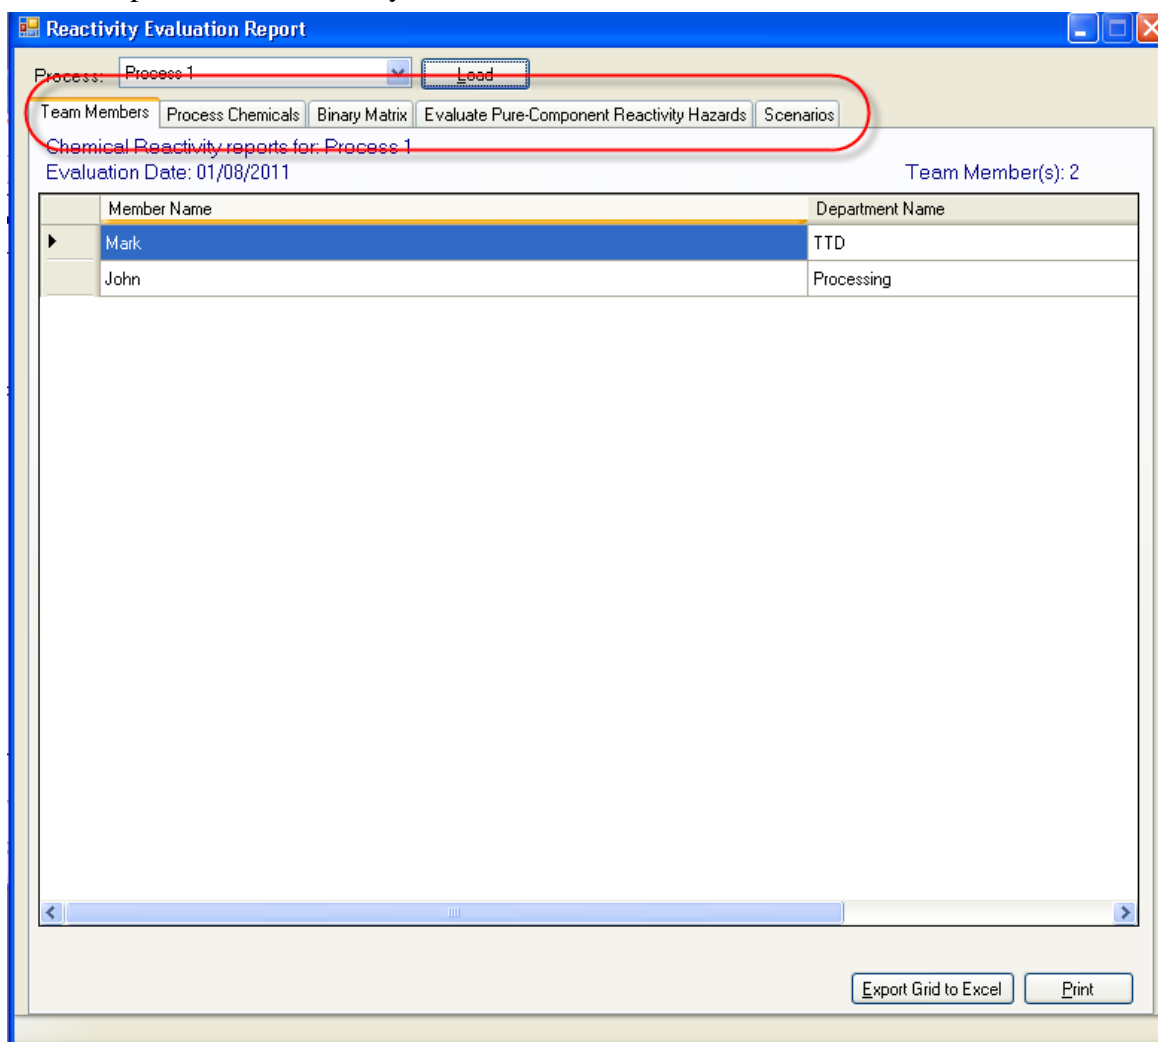 Reactivity Evaluation Report
Process: Process 1 Load
Team Members Process Chemicals Binary Matrix Evaluate Pure-Component Reactivity Hazards Scenarios
Chemical Reactivity reports for: Process 1
Evaluation Date: 01/08/2011 Team Member(s): 2
Member Name Department Name
Mark TTD
John Processing
Export Grid to Excel Print